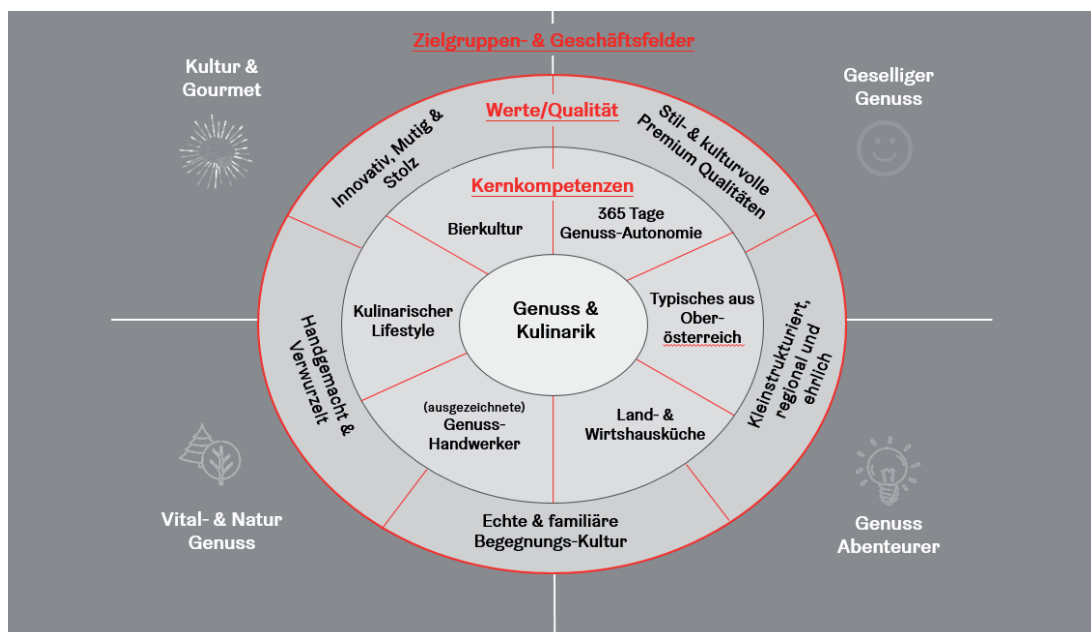 Zielgruppen- & Geschäftsfelder
Kultur &
Gourmet
Geselliger
Genuss
Werte/Qualität
Innovativ, Mutig &
Stolz
Stil- & kulturvolle
Premium Qualitäten
Kernkompetenzen
Bierkultur
365 Tage
Genuss-Autonomie
Kulinarischer
Lifestyle
Genuss &
Kulinarik
Typisches aus
Ober-
österreich
Handgemacht &
Verwurzelt
Kleinstrukturiert,
regional und
ehrlich
(ausgezeichnete)
Genuss-
Handwerker
Land- &
Wirtshausküche
Echte & familiäre
Begegnungs-Kultur
Vital- & Natur
Genuss
Genuss
Abenteurer